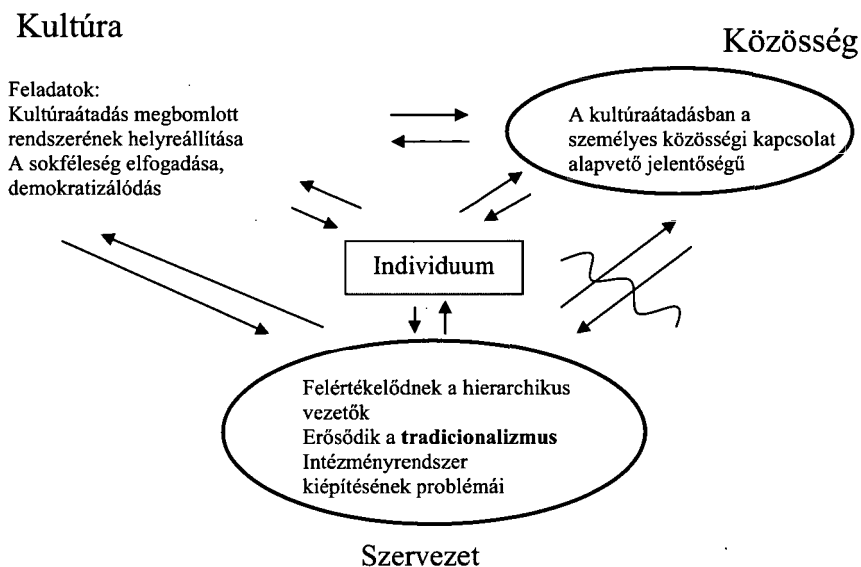 Kultúra
Közösség
Feladatok:
Kultúraátadás megbomlott
rendszerének helyreállítása
A sokféleség elfogadása,
demokratizálódás
A kultúraátadásban a
személyes közösségi kapcsolat
alapvető jelentőségű
Individuum
Felértékelődnek a hierarchikus
vezetők
Erősödik a tradicionalizmus
Intézményrendszer
kiépítésének problémái
Szervezet